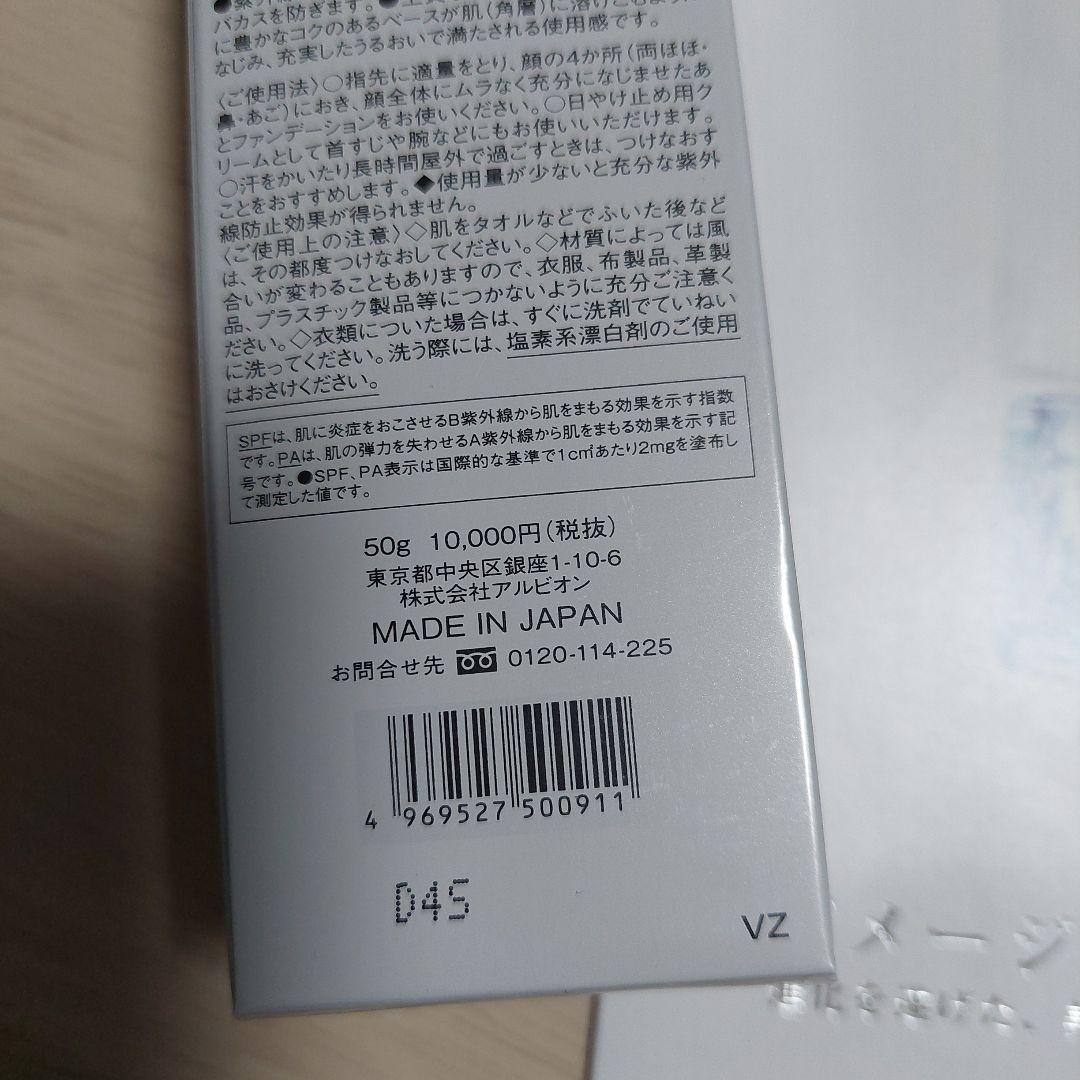 バカスを防ぎます。
に豊かなコクのあるベースが肌(角層)に溶けこむよ
なじみ、充実したうるおいで満たされる使用感です。
〈ご使用法〉○指先に適量をとり、顔の4か所(両ほほ・
鼻・あご)におき、顔全体にムラなく充分になじませたあ
とファンデーションをお使いください。○日やけ止め用ク
リームとして首すじや腕などにもお使いいただけます。
○汗をかいたり長時間屋外で過ごすときは、つけなおす
ことをおすすめします。◆使用量が少ないと充分な紫外
線防止効果が得られません。
〈ご使用上の注意〉◇肌をタオルなどでふいた後など
は、その都度つけなおしてください。◇材質によっては風
合いが変わることもありますので、衣服、布製品、革製
品、プラスチック製品等につかないように充分ご注意く
ださい。◇衣類についた場合は、すぐに洗剤でていねい
に洗ってください。洗う際には、塩素系漂白剤のご使用
はおさけください。
SPFは、肌に炎症をおこさせるB紫外線から肌をまもる効果を示す指数
です。PAは、肌の弾力を失わせるA紫外線から肌をまもる効果を示す記
号です。●SPF、PA表示は国際的な基準で1c㎡あたり2mgを塗布し
て測定した値です。
50g 10,000円(税抜)
東京都中央区銀座1-10-6
株式会社アルビオン
MADE IN JAPAN
お問合せ先 0120-114-225
4 969527 500911
D45
VZ
メージ